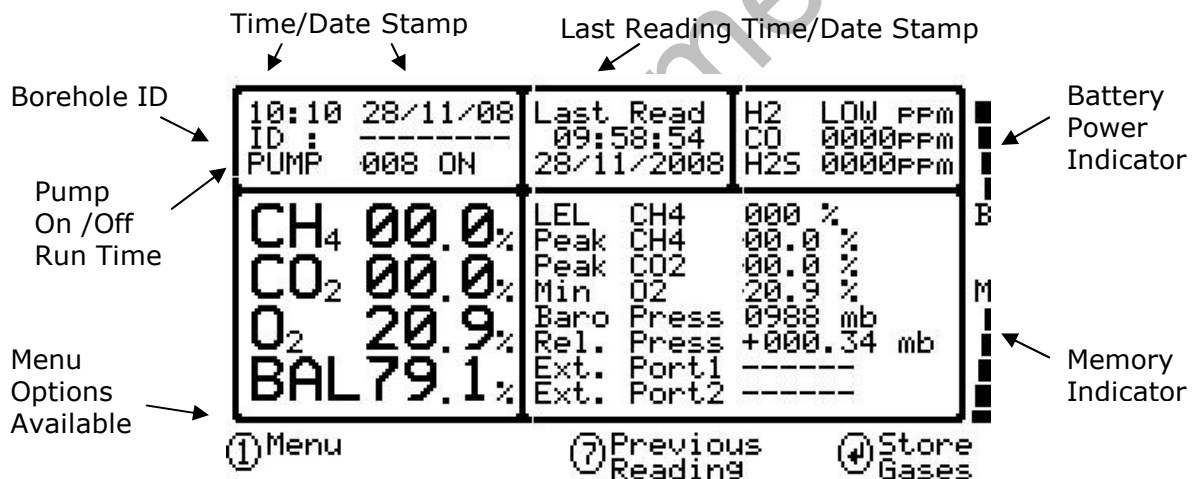 Time/Date Stamp
Last Reading Time/Date Stamp
Borehole ID
Pump
On /Off
Run Time
Menu
Options
Available
10:10 28/11/08
ID : --------
PUMP 008 ON
Last Read
09:58:54
28/11/2008
H2 LOW PPm
CO 0000PPm
H2S 0000PPm
CH4 00.0%
CO2 00.0%
O2 20.9%
BAL 79.1%
LEL CH4 000 %
Peak CH4 00.0 %
Peak CO2 00.0 %
Min O2 20.9 %
Baro Press 0988 mb
Rel. Press +000.34 mb
Ext. Port1 ------
Ext. Port2 ------
B
M
Battery
Power
Indicator
Memory
Indicator
1 Menu
7 Previous
Reading
Store
Gases